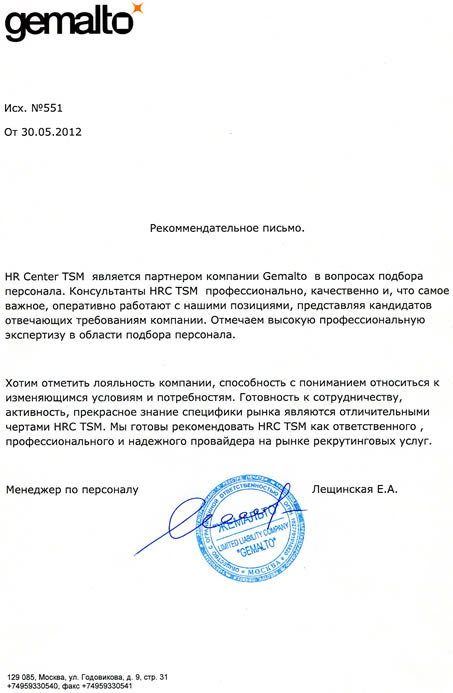 gemalto
Исх. №551
От 30.05.2012
Рекоммендательное письмо.
HR Center TSM является партнером компании Gemalto в вопросах подбора
персонала. Консультанты HRC TSM профессионально, качественно и, что самое
важное, оперативно работают с нашими позициями, представляя кандидатов
отвечающих требованиям компании. Отмечаем высокую профессиональную
экспертизу в области подбора персонала.
Хотим отметить лояльность компании, способность с пониманием относиться к
изменяющимся условиям и потребностям. Готовность к сотрудничеству,
активность, прекрасное знание специфики рынка являются отличительными
чертами HRC TSM. Мы готовы рекомендовать HRC TSM как ответственного ,
профессионального и надежного провайдера на рынке рекрутинговых услуг.
Менеджер по персоналу
Лещинская Е.А.
ОБЩЕСТВО С ОГРАНИЧЕННОЙ ОТВЕТСТВЕННОСТЬЮ
"ЖЕМАЛЬТО"
LIMITED LIABILITY COMPANY
"GEMALTO"
МОСКВА
129 085, Москва, ул. Годовикова, д. 9, стр. 31
+74959330540, факс +74959330541